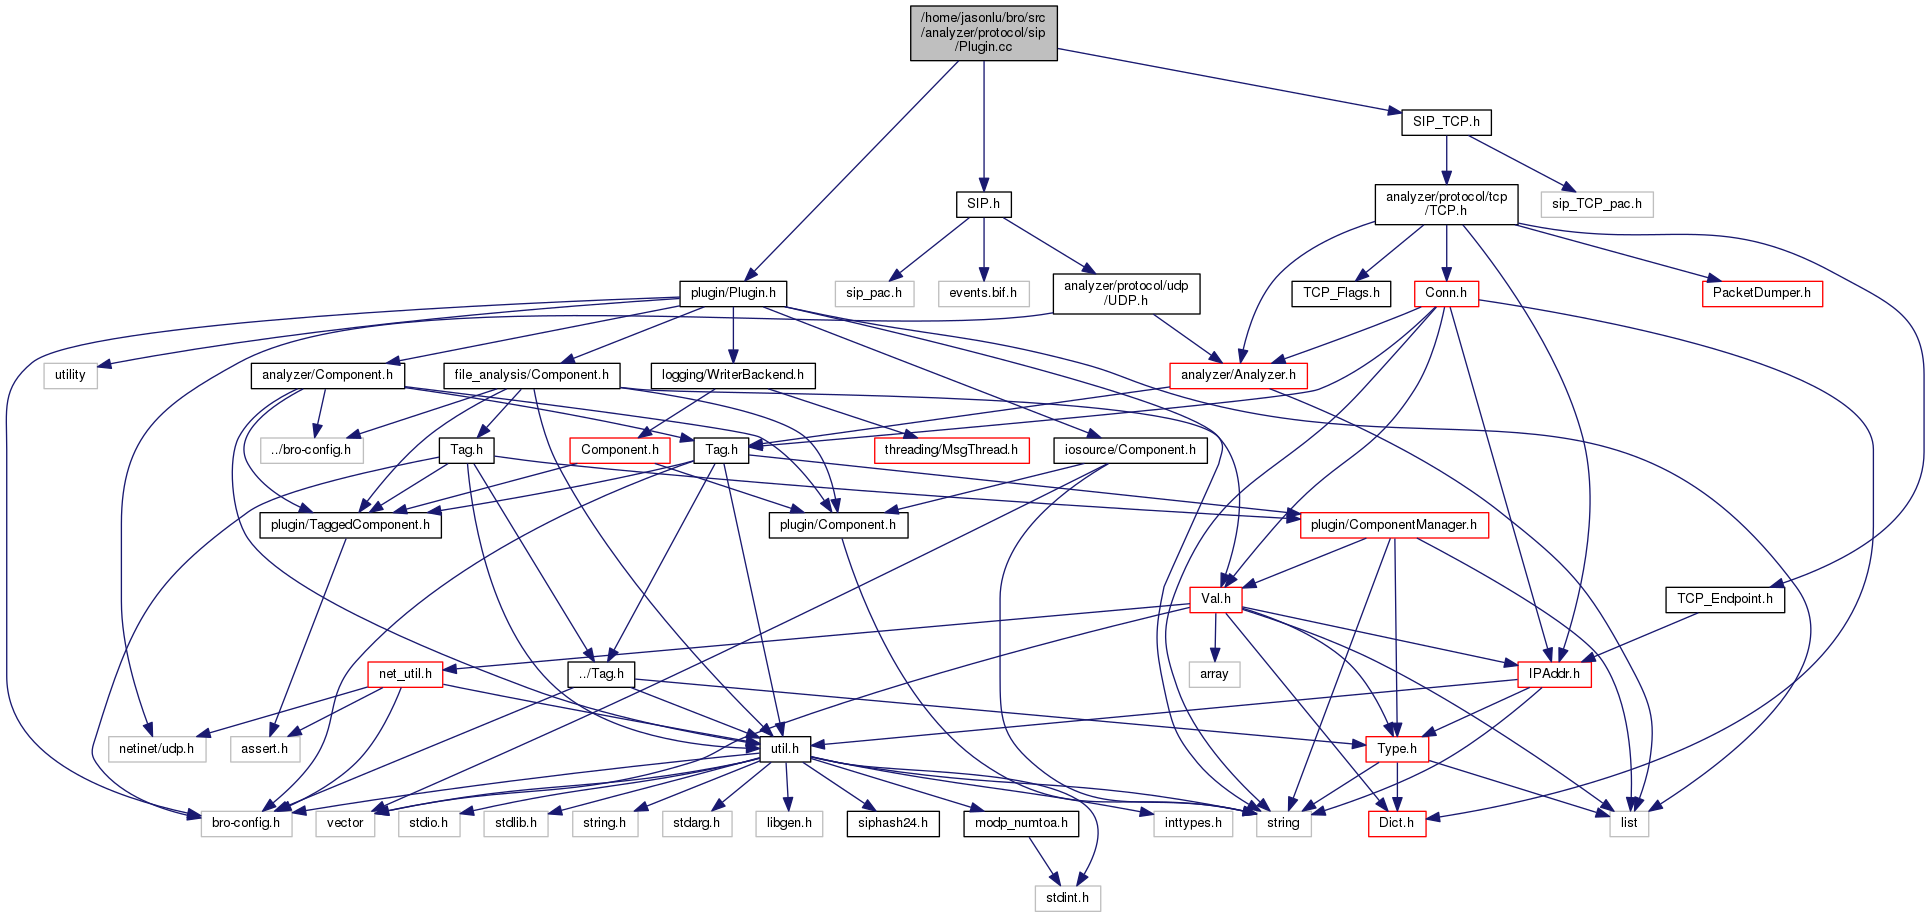 /home/jasonlu/bro/src
/analyzer/protocol/sip
/Plugin.cc
SIP_TCP.h
SIP.h
analyzer/protocol/tcp
/TCP.h
sip_TCP_pac.h
plugin/Plugin.h
sip_pac.h
events.bif.h
analyzer/protocol/udp
/UDP.h
TCP_Flags.h
Conn.h
PacketDumper.h
utility
analyzer/Component.h
file_analysis/Component.h
logging/WriterBackend.h
analyzer/Analyzer.h
../bro-config.h
Tag.h
Component.h
Tag.h
threading/MsgThread.h
iosource/Component.h
plugin/TaggedComponent.h
plugin/Component.h
plugin/ComponentManager.h
Val.h
TCP_Endpoint.h
net_util.h
../Tag.h
array
IPAddr.h
netinet/udp.h
assert.h
util.h
Type.h
bro-config.h
vector
stdio.h
stdlib.h
string.h
stdarg.h
libgen.h
siphash24.h
modp_numtoa.h
inttypes.h
string
Dict.h
list
stdint.h